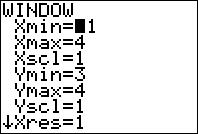 WINDOW
Xmin=1
Xmax=4
Xscl=1
Ymin=3
Ymax=4
Yscl=1
↓Xres=1